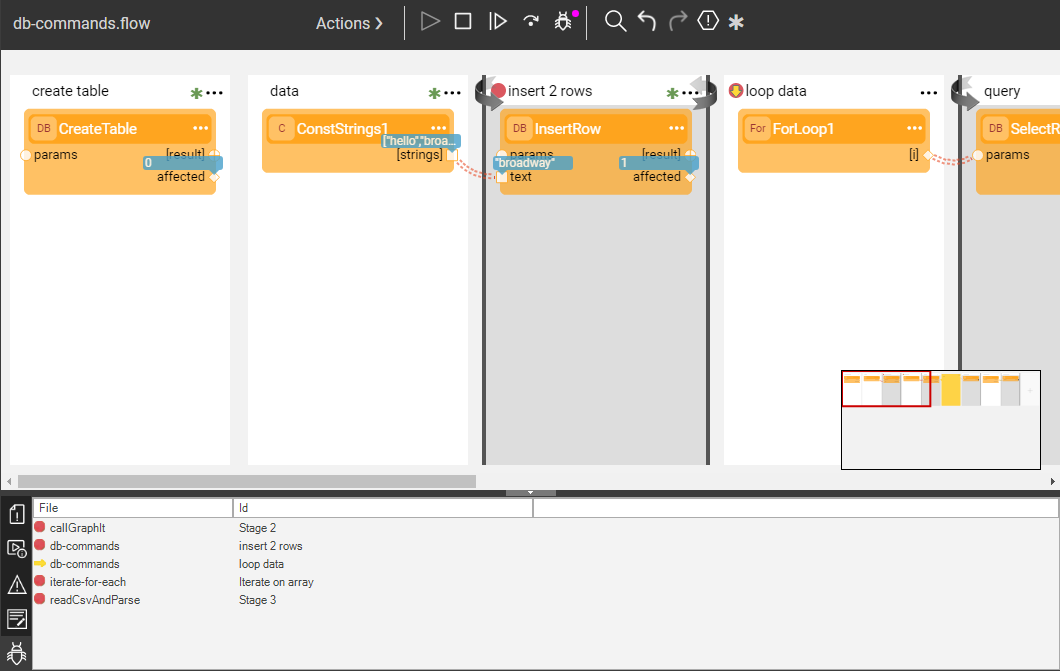 db-commands.flow
Actions
create table
data
insert 2 rows
loop data
query
DB CreateTable
C ConstStrings1
DB InsertRow
For ForLoop1
DB SelectR
["hello","broa...
params
[result]
[strings]
params
[result]
[i]
params
0
"broadway"
1
affected
text
affected
File
Id
callGraphIt
Stage 2
db-commands
insert 2 rows
db-commands
loop data
iterate-for-each
Iterate on array
readCsvAndParse
Stage 3